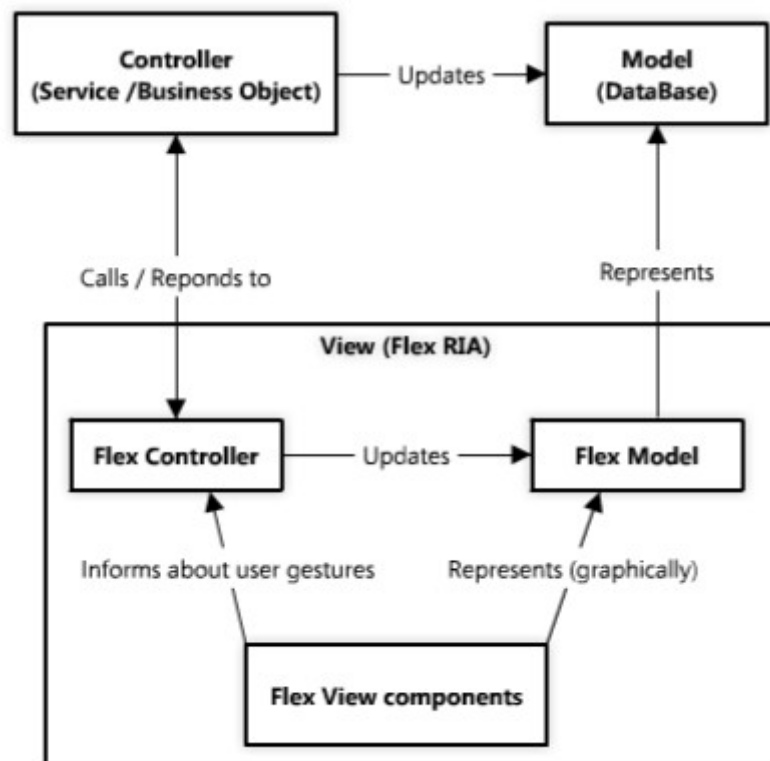 Controller
(Service /Business Object)
Updates
Model
(DataBase)
Calls / Reponds to
Represents
View (Flex RIA)
Flex Controller
Updates
Flex Model
Informs about user gestures
Represents (graphically)
Flex View components